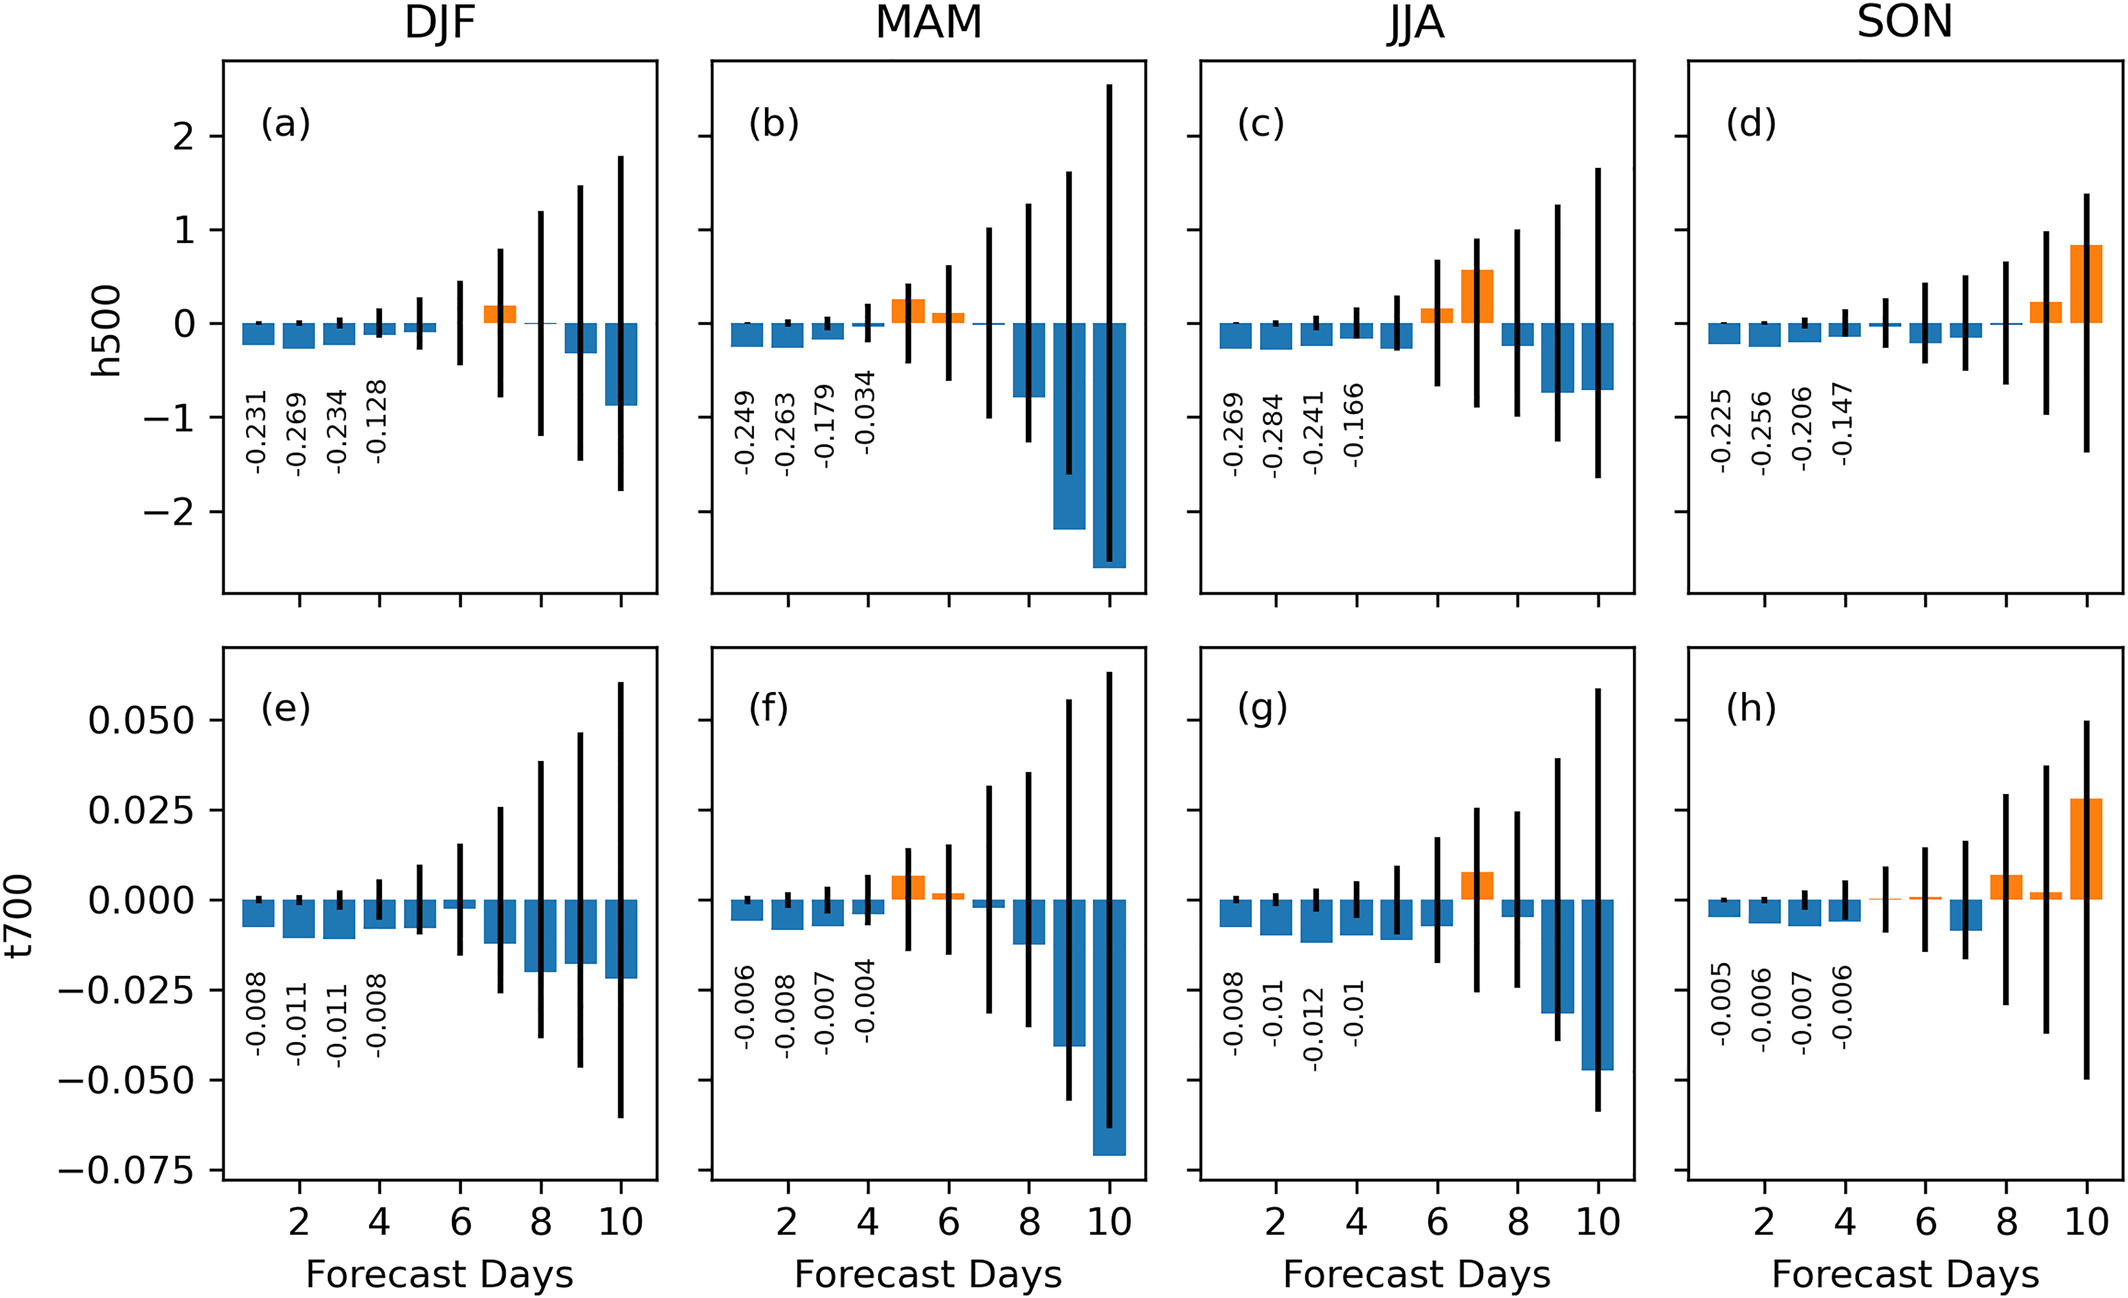 DJF MAM JJA SON
(a) (b) (c) (d)
h500
2
1
0
−1
−2
-0.231 -0.269 -0.234 -0.128
-0.249 -0.263 -0.179 -0.034
-0.269 -0.284 -0.241 -0.166
-0.225 -0.256 -0.206 -0.147
(e) (f) (g) (h)
t700
0.050
0.025
0.000
−0.025
−0.050
−0.075
-0.008 -0.011 -0.011 -0.008
-0.006 -0.008 -0.007 -0.004
-0.008 -0.01 -0.012 -0.01
-0.005 -0.006 -0.007 -0.006
2 4 6 8 10 2 4 6 8 10 2 4 6 8 10 2 4 6 8 10
Forecast Days Forecast Days Forecast Days Forecast Days